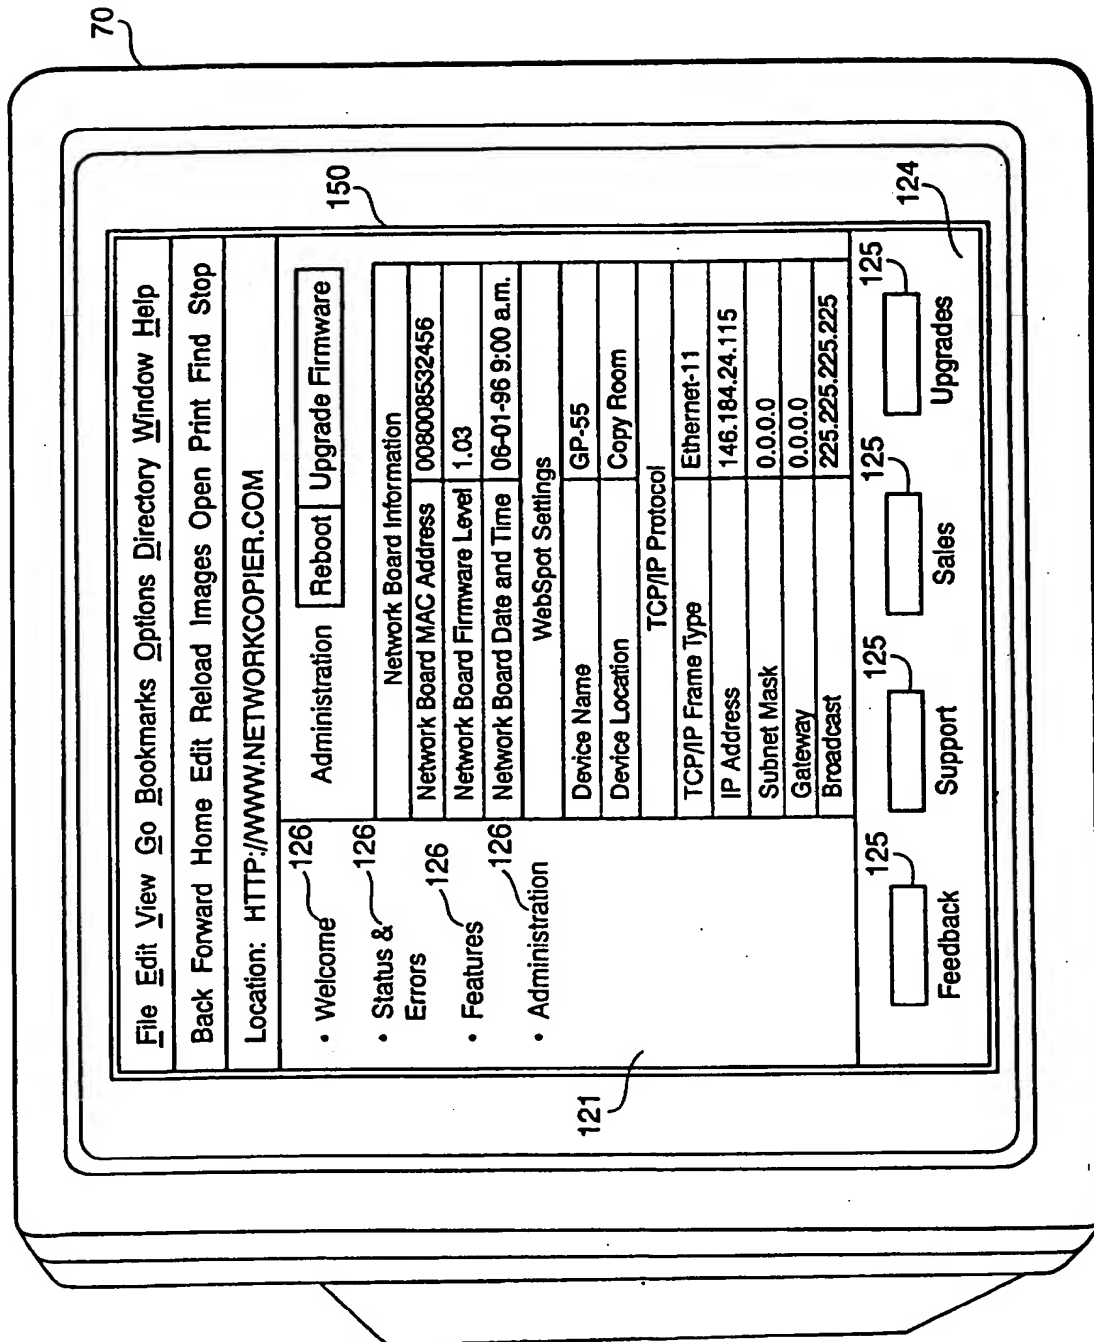 70
150
File Edit View Go Bookmarks Options Directory Window Help
Back Forward Home Edit Reload Images Open Print Find Stop
Location: HTTP://WWW.NETWORKCOPIER.COM
• Welcome 126
• Status & Errors 126
• Features 126
• Administration 126
121
Administration Reboot Upgrade Firmware
Network Board Information
Network Board MAC Address 008008532456
Network Board Firmware Level 1.03
Network Board Date and Time 06-01-96 9:00 a.m.
WebSpot Settings
Device Name GP-55
Device Location Copy Room
TCP/IP Protocol
TCP/IP Frame Type Ethernet-11
IP Address 146.184.24.115
Subnet Mask 0.0.0.0
Gateway 0.0.0.0
Broadcast 225.225.225.225
125 125 125 125
124
Feedback Support Sales Upgrades